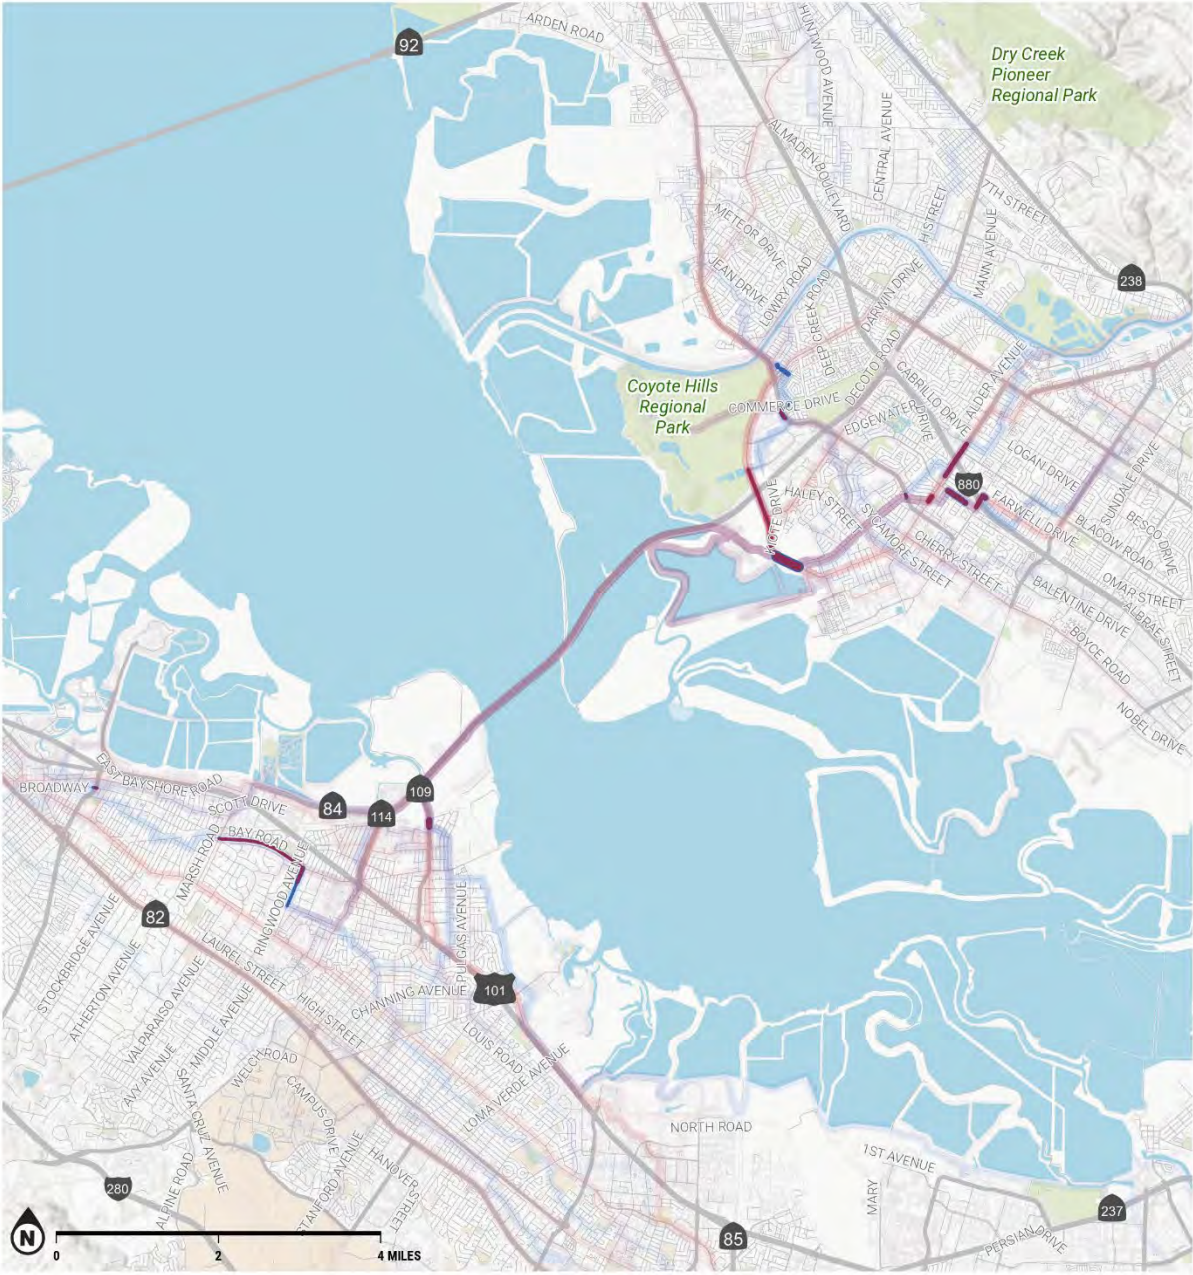 ARDEN ROAD
92
HUNTWOOD AVENUE
Dry Creek
Pioneer
Regional Park
CENTRAL AVENUE
ALMADEN BOULEVARD
7TH STREET
H STREET
METEOR DRIVE
MANN AVENUE
JEAN DRIVE
LOWRY ROAD
DARWIN DRIVE
238
DEEP CREEK ROAD
DECOTO ROAD
CABRILLO DRIVE
ALDER AVENUE
Coyote Hills
Regional
Park
COMMERCE DRIVE
EDGEWATER DRIVE
LOGAN DRIVE
SUNDALE DRIVE
880
HALEY STREET
FARWELL DRIVE
BESCO DRIVE
BLACOW ROAD
SYCAMORE STREET
CHERRY STREET
OMAR STREET
BALENTINE DRIVE
ALBRAE STREET
BOYCE ROAD
NOBEL DRIVE
EAST BAYSHORE ROAD
BROADWAY
109
84
114
SCOTT DRIVE
BAY ROAD
MARSH ROAD
RINGWOOD AVENUE
82
PULGAS AVENUE
STOCKBRIDGE AVENUE
ATHERTON AVENUE
LAUREL STREET
VALPARAISO AVENUE
MIDDLE AVENUE
HIGH STREET
CHANNING AVENUE
101
AVY AVENUE
WELCH ROAD
LOUIS ROAD
LOMA VERDE AVENUE
SANTA CRUZ AVENUE
CAMPUS DRIVE
NORTH ROAD
1ST AVENUE
HANOVER STREET
STANFORD AVENUE
ALPINE ROAD
MARY
280
237
PERSIAN DRIVE
85
N
0 2 4 MILES